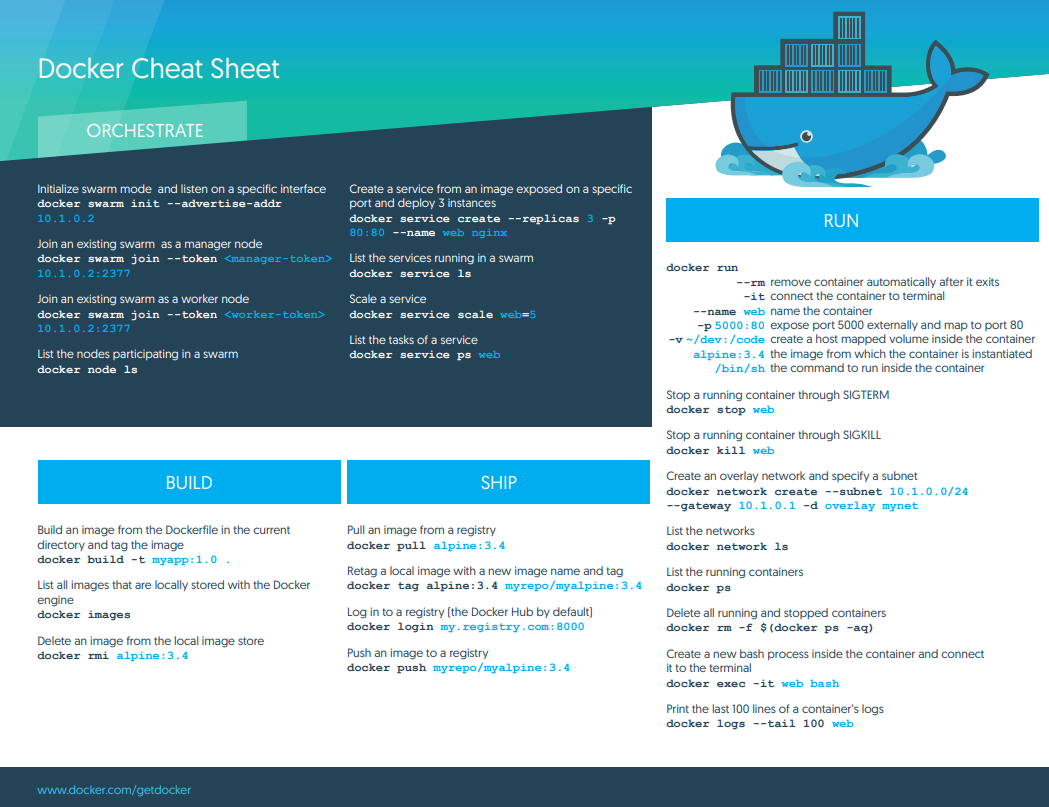 Docker Cheat Sheet
ORCHESTRATE
Initialize swarm mode and listen on a specific interface
docker swarm init --advertise-addr
10.1.0.2
Join an existing swarm as a manager node
docker swarm join --token <manager-token>
10.1.0.2:2377
Join an existing swarm as a worker node
docker swarm join --token <worker-token>
10.1.0.2:2377
List the nodes participating in a swarm
docker node ls
Create a service from an image exposed on a specific
port and deploy 3 instances
docker service create --replicas 3 -p
80:80 --name web nginx
List the services running in a swarm
docker service ls
Scale a service
docker service scale web=5
List the tasks of a service
docker service ps web
BUILD
Build an image from the Dockerfile in the current
directory and tag the image
docker build -t myapp:1.0 .
List all images that are locally stored with the Docker
engine
docker images
Delete an image from the local image store
docker rmi alpine:3.4
SHIP
Pull an image from a registry
docker pull alpine:3.4
Retag a local image with a new image name and tag
docker tag alpine:3.4 myrepo/myalpine:3.4
Log in to a registry (the Docker Hub by default)
docker login my.registry.com:8000
Push an image to a registry
docker push myrepo/myalpine:3.4
RUN
docker run
--rm remove container automatically after it exits
-it connect the container to terminal
--name web name the container
-p 5000:80 expose port 5000 externally and map to port 80
-v ~/dev:/code create a host mapped volume inside the container
alpine:3.4 the image from which the container is instantiated
/bin/sh the command to run inside the container
Stop a running container through SIGTERM
docker stop web
Stop a running container through SIGKILL
docker kill web
Create an overlay network and specify a subnet
docker network create --subnet 10.1.0.0/24
--gateway 10.1.0.1 -d overlay mynet
List the networks
docker network ls
List the running containers
docker ps
Delete all running and stopped containers
docker rm -f $(docker ps -aq)
Create a new bash process inside the container and connect
it to the terminal
docker exec -it web bash
Print the last 100 lines of a container's logs
docker logs --tail 100 web
www.docker.com/getdocker